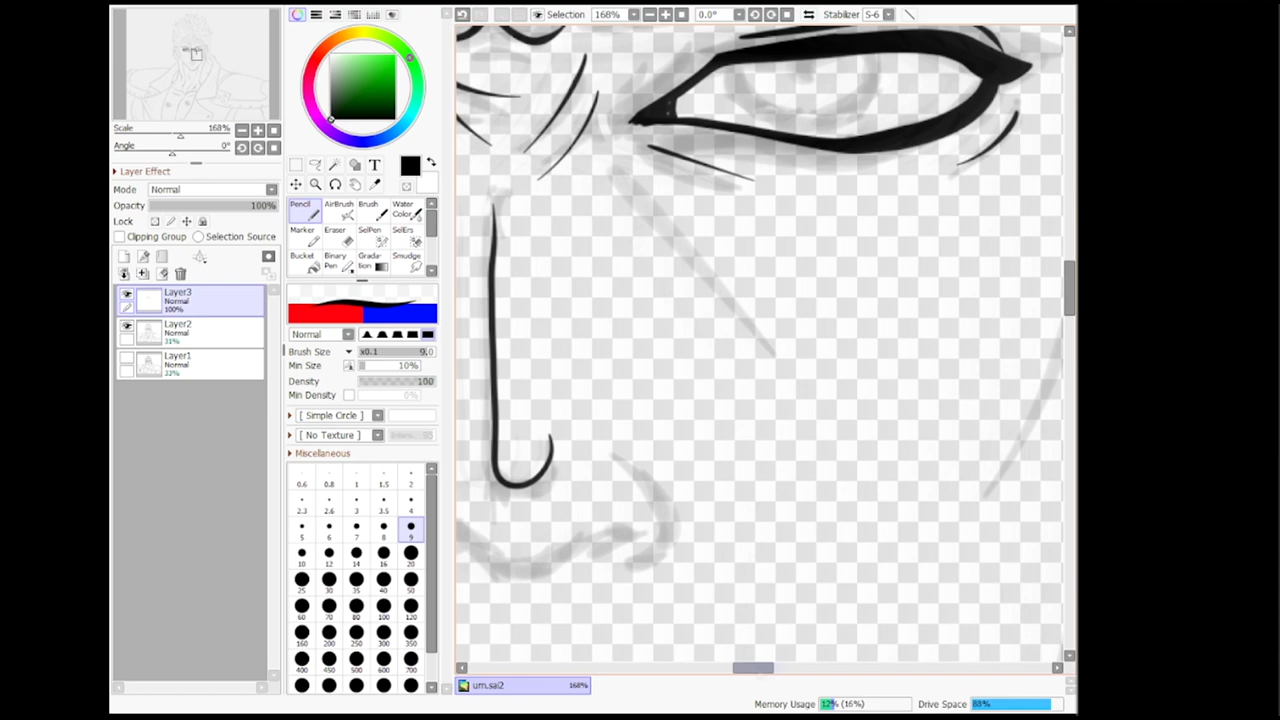 Selection 168% 0.0° Stabilizer S-6
Scale 168%
Angle 0°
Layer Effect
Mode Normal
Opacity 100%
Lock
Clipping Group Selection Source
Layer3
Normal
100%
Layer2
Normal
31%
Layer1
Normal
T
Pencil AirBrush Brush Water Color
Marker Eraser SelPen SelErs
Bucket Binary Pen Grada-tion Smudge
Normal
Brush Size x0.1 9.0
Min Size 10%
Density 100
Min Density 0%
[ Simple Circle ]
[ No Texture ]
Miscellaneous
0.6 0.8 1 1.5 2
2.3 2.6 3 3.5 4
5 6 7 8 9
10 12 14 16 20
25 30 35 40 50
60 70 80 100 120
160 200 250 300 350
400 450 500 600 700
um.sai2 168%
Memory Usage 12% (16%) Drive Space 88%